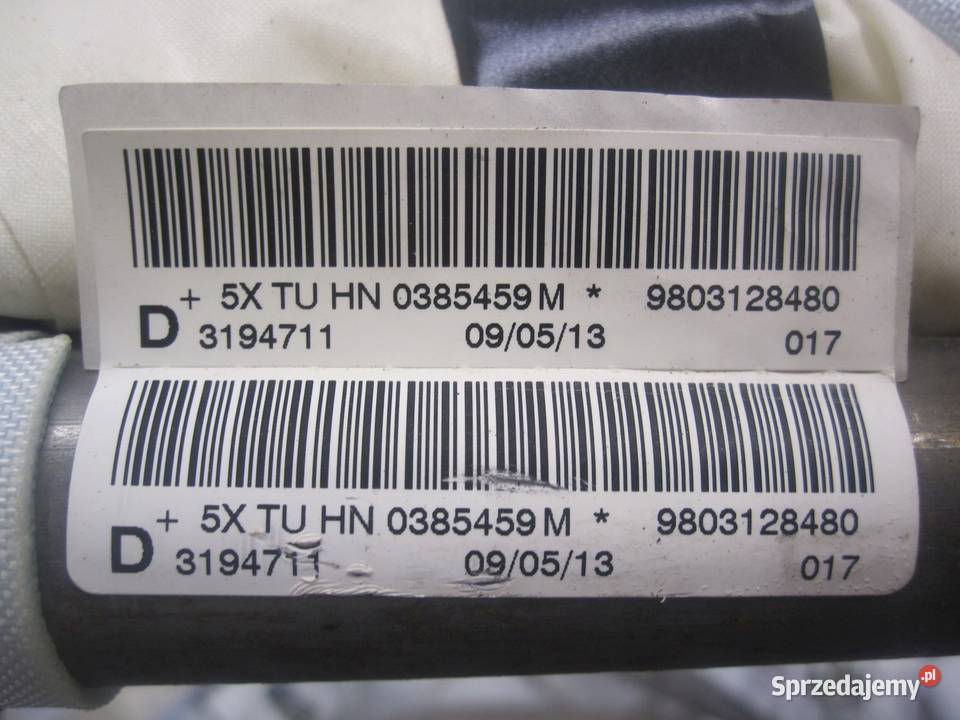 + 5X TU HN 0385459 M * 9803128480
D 3194711 09/05/13 017
+ 5X TU HN 0385459 M * 9803128480
D 3194711 09/05/13 017
Sprzedajemy.pl